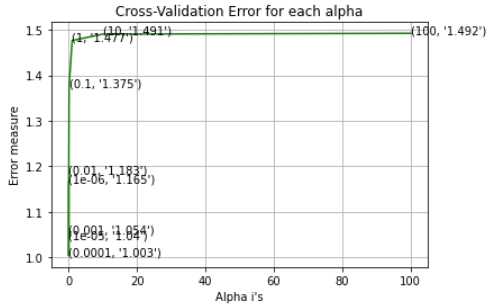 Cross-Validation Error for each alpha
Error measure
1.5
1.4
1.3
1.2
1.1
1.0
(10, '1.491')
(100, '1.492')
(1, '1.477')
(0.1, '1.375')
(0.01, '1.183')
(1e-06, '1.165')
(0.001, '1.054')
(1e-05, '1.04')
(0.0001, '1.003')
0 20 40 60 80 100
Alpha i's